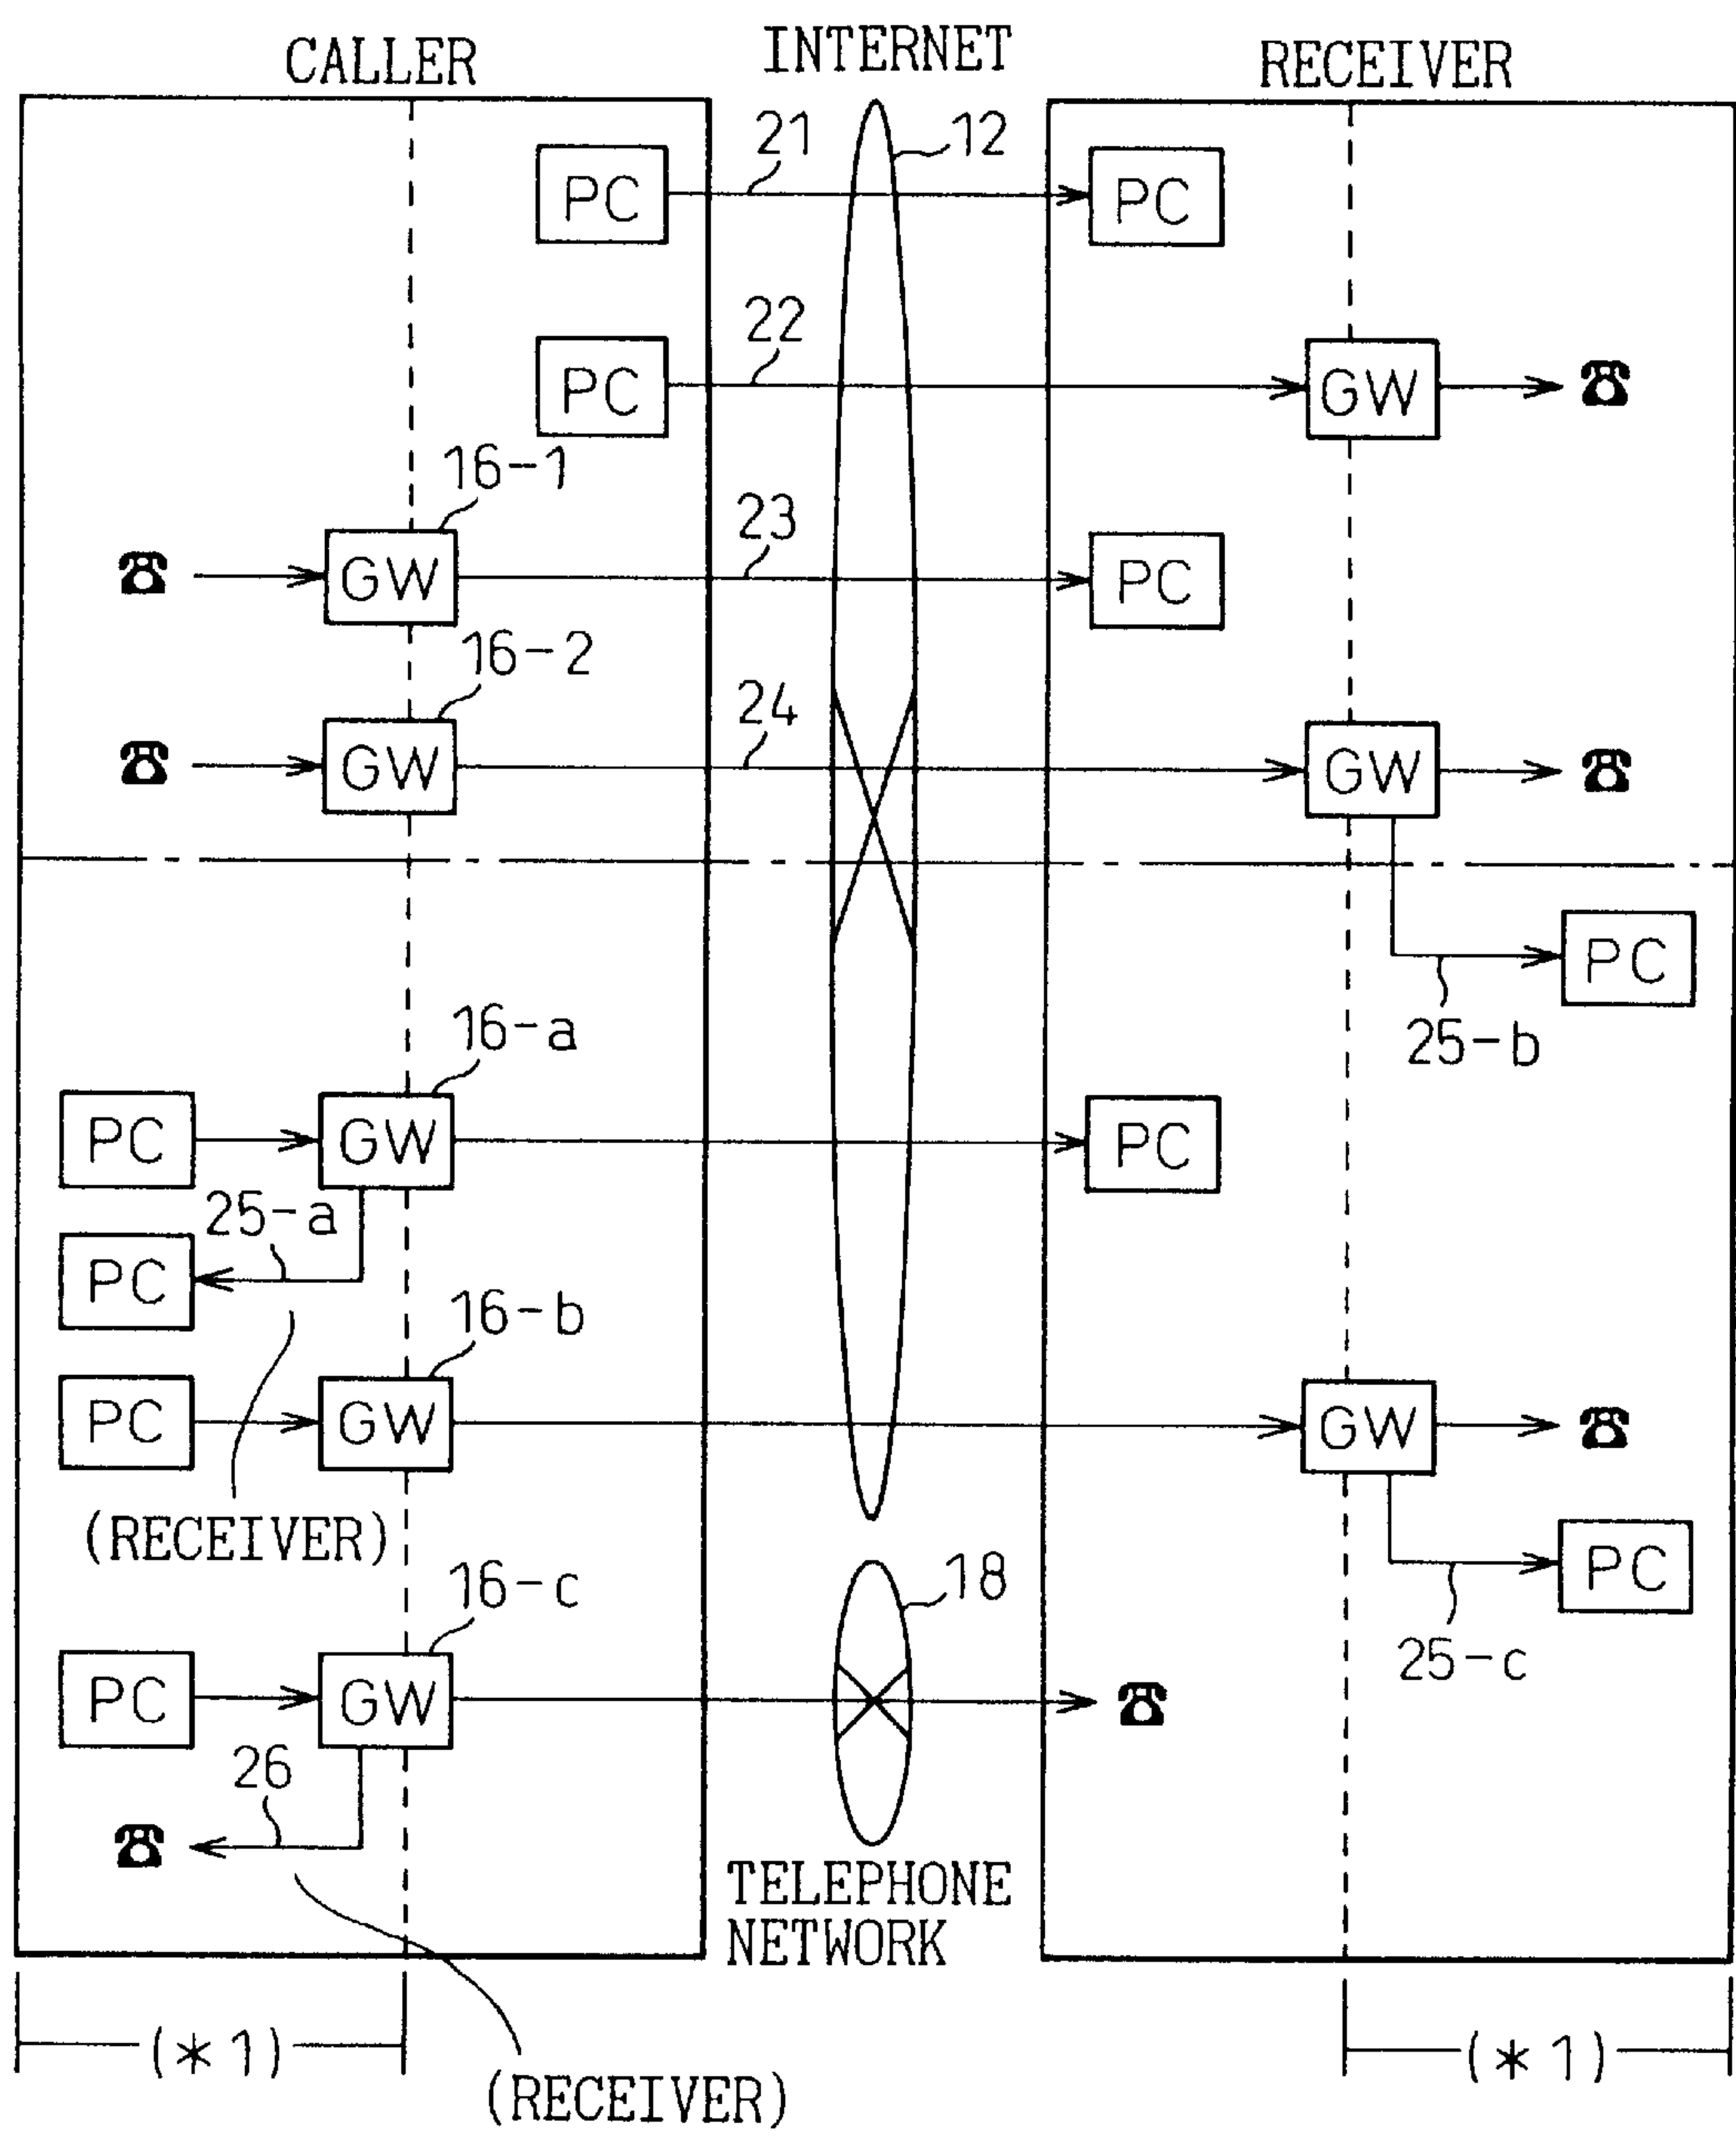 CALLER
INTERNET
RECEIVER
21
12
PC
PC
22
PC
GW
16-1
23
GW
PC
16-2
24
GW
GW
PC
25-b
16-a
PC
GW
PC
25-a
PC
16-b
PC
GW
GW
(RECEIVER)
PC
16-c
18
25-c
PC
GW
26
TELEPHONE
NETWORK
(*1)
(*1)
(RECEIVER)